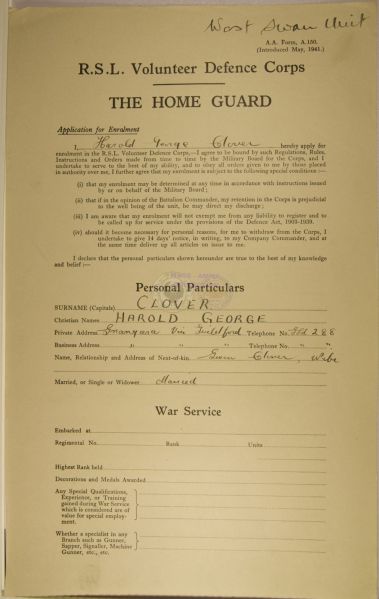 West Swan Unit
A.A. Form, A.150.
(Introduced May, 1941.)
R.S.L. Volunteer Defence Corps
THE HOME GUARD
Application for Enrolment
I, Harold George Clover hereby apply for
enrolment in the R.S.L. Volunteer Defence Corps,—I agree to be bound by such Regulations, Rules,
Instructions and Orders made from time to time by the Military Board for the Corps, and I
undertake to serve to the best of my ability, and to obey all orders given to me by those placed
in authority over me, I further agree that my enrolment is subject to the following special conditions :—
(i) that my enrolment may be determined at any time in accordance with instructions issued
by or on behalf of the Military Board;
(ii) that if in the opinion of the Battalion Commander, my retention in the Corps is prejudicial
to the well being of the unit, he may direct my discharge;
(iii) I am aware that my enrolment will not exempt me from any liability to register and to
be called up for service under the provisions of the Defence Act, 1903-1939.
(iv) should it become necessary for personal reasons, for me to withdraw from the Corps, I
undertake to give 14 days' notice, in writing, to my Company Commander, and at
the same time deliver up all articles on issue to me;
I declare that the personal particulars shown hereunder are true to the best of my knowledge
and belief :—
Personal Particulars
SURNAME (Capitals) CLOVER
Christian Names HAROLD GEORGE
Private Address Gnangara Via Guildford Telephone No. 288
Business Address " " " Telephone No. " "
Name, Relationship and Address of Next-of-kin Clover, Wife
Married, or Single or Widower Married
War Service
Embarked at
Regimental No. Rank Units
Highest Rank held
Decorations and Medals Awarded
Any Special Qualifications,
Experience, or Training
gained during War Service
which is considered are of
value for special employ-
ment.
Whether a specialist in any
Branch such as Gunner,
Sapper, Signaller, Machine
Gunner, etc., etc.